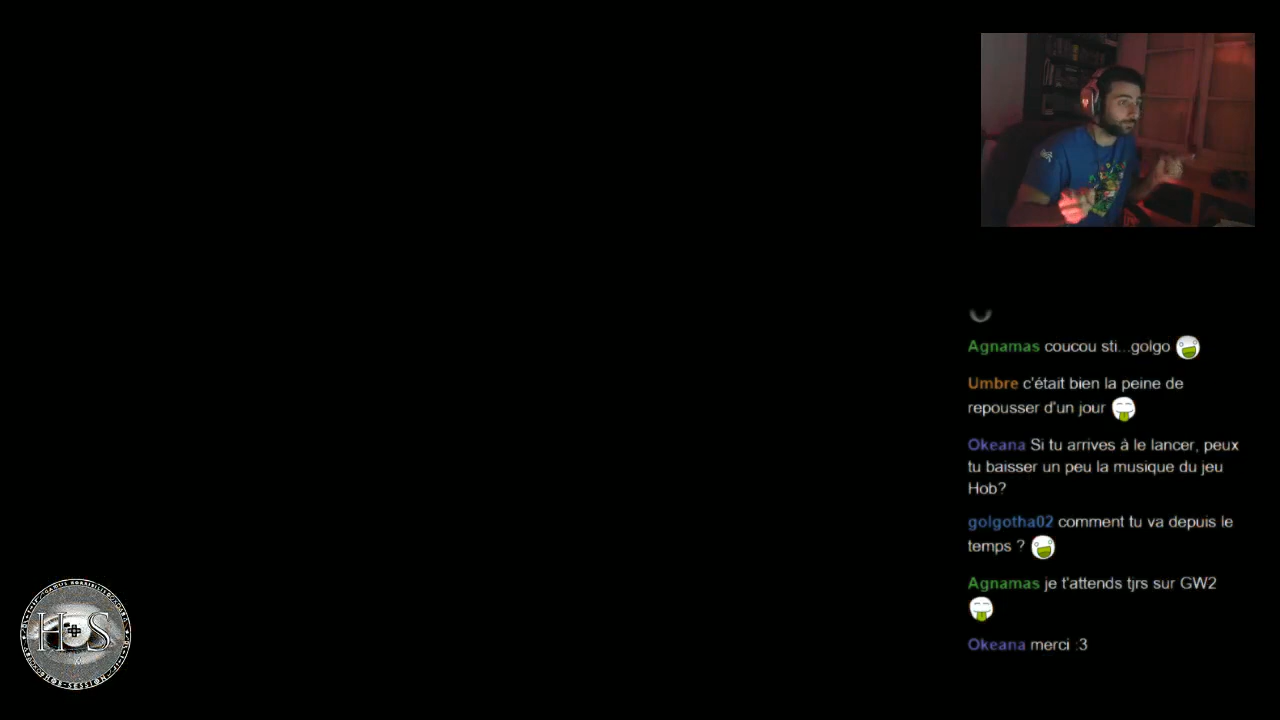 Agnamas coucou sti...golgo
Umbre c'était bien la peine de
repousser d'un jour
Okeana Si tu arrives à le lancer, peux
tu baisser un peu la musique du jeu
Hob?
golgotha02 comment tu va depuis le
temps ?
Agnamas je t'attends tjrs sur GW2
Okeana merci :3
H S
HOB-SESSION